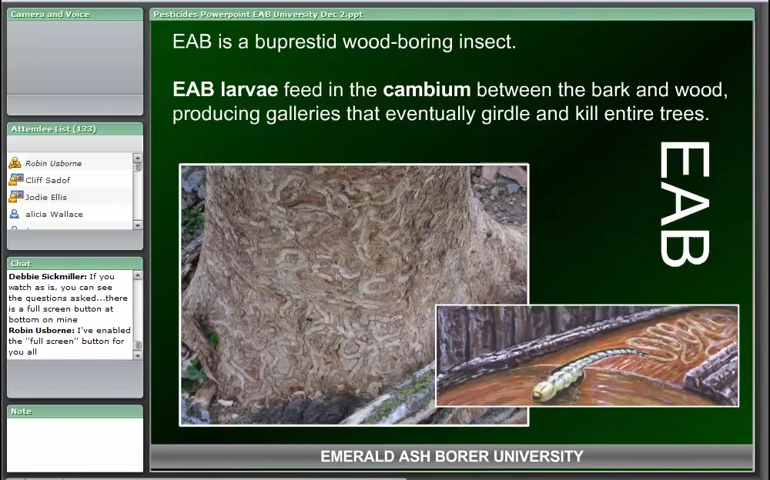 Camera and Voice
Attendee List (133)
Robin Usborne
Cliff Sadof
Jodie Ellis
alicia Wallace
Chat
Debbie Sickmiller: If you
watch as is, you can see
the questions asked...there
is a full screen button at
bottom on mine
Robin Usborne: I've enabled
the "full screen" button for
you all
Note
Pesticides Powerpoint EAB University Dec 2.ppt
EAB is a buprestid wood-boring insect.
EAB larvae feed in the cambium between the bark and wood,
producing galleries that eventually girdle and kill entire trees.
EAB
EMERALD ASH BORER UNIVERSITY